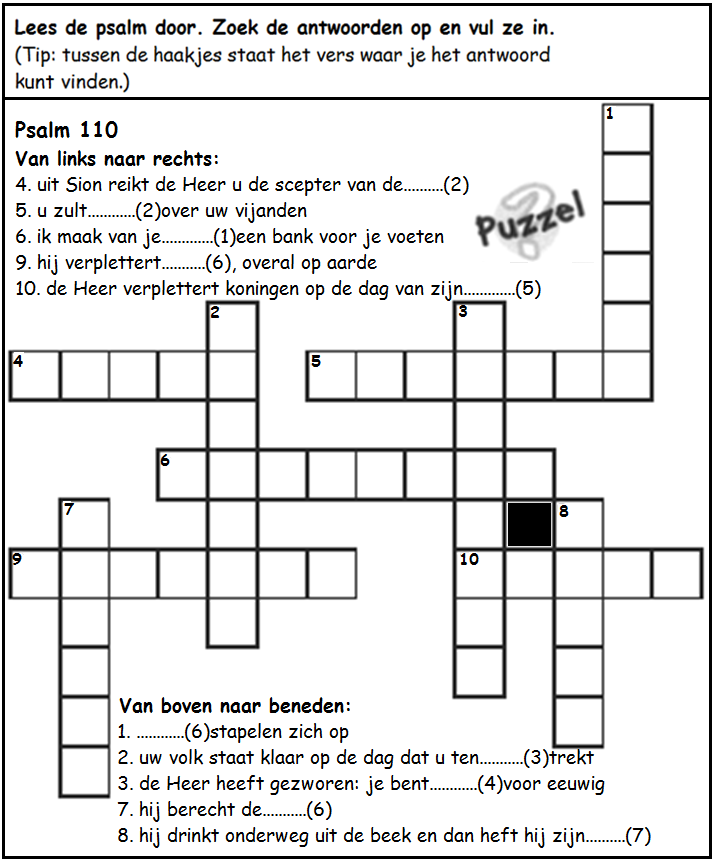 Lees de psalm door. Zoek de antwoorden op en vul ze in.
(Tip: tussen de haakjes staat het vers waar je het antwoord
kunt vinden.)
Psalm 110
Van links naar rechts:
4. uit Sion reikt de Heer u de scepter van de..........(2)
5. u zult............(2)over uw vijanden
6. ik maak van je.............(1)een bank voor je voeten
9. hij verplettert...........(6), overal op aarde
10. de Heer verplettert koningen op de dag van zijn.............(5)
Puzzel
?
1
2
3
4
5
6
7
8
9
10
Van boven naar beneden:
1. ............(6)stapelen zich op
2. uw volk staat klaar op de dag dat u ten...........(3)trekt
3. de Heer heeft gezworen: je bent............(4)voor eeuwig
7. hij berecht de...........(6)
8. hij drinkt onderweg uit de beek en dan heft hij zijn..........(7)